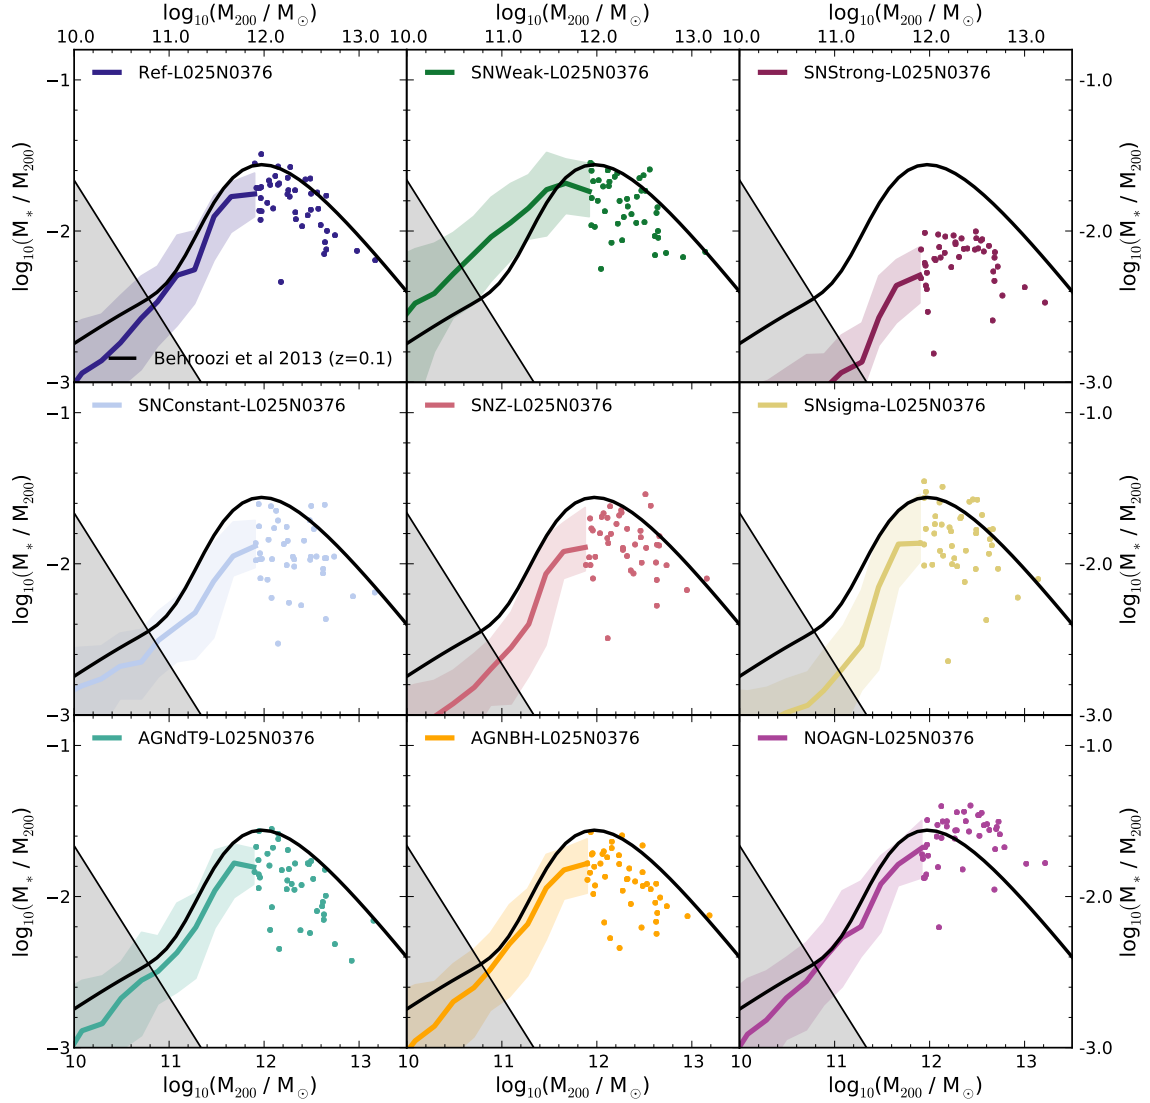 log₁₀(M₂₀₀ / M☉) log₁₀(M₂₀₀ / M☉) log₁₀(M₂₀₀ / M☉)
10.0 11.0 12.0 13.0 10.0 11.0 12.0 13.0 10.0 11.0 12.0 13.0
Ref-L025N0376 SNWeak-L025N0376 SNStrong-L025N0376
−1 -1.0
log₁₀(M* / M₂₀₀) log₁₀(M* / M₂₀₀)
−2 -2.0
Behroozi et al 2013 (z=0.1)
−3 -3.0
SNConstant-L025N0376 SNZ-L025N0376 SNsigma-L025N0376
−1 -1.0
log₁₀(M* / M₂₀₀) log₁₀(M* / M₂₀₀)
−2 -2.0
−3 -3.0
AGNdT9-L025N0376 AGNBH-L025N0376 NOAGN-L025N0376
−1 -1.0
log₁₀(M* / M₂₀₀) log₁₀(M* / M₂₀₀)
−2 -2.0
−3 -3.0
10 11 12 13 10 11 12 13 10 11 12 13
log₁₀(M₂₀₀ / M☉) log₁₀(M₂₀₀ / M☉) log₁₀(M₂₀₀ / M☉)